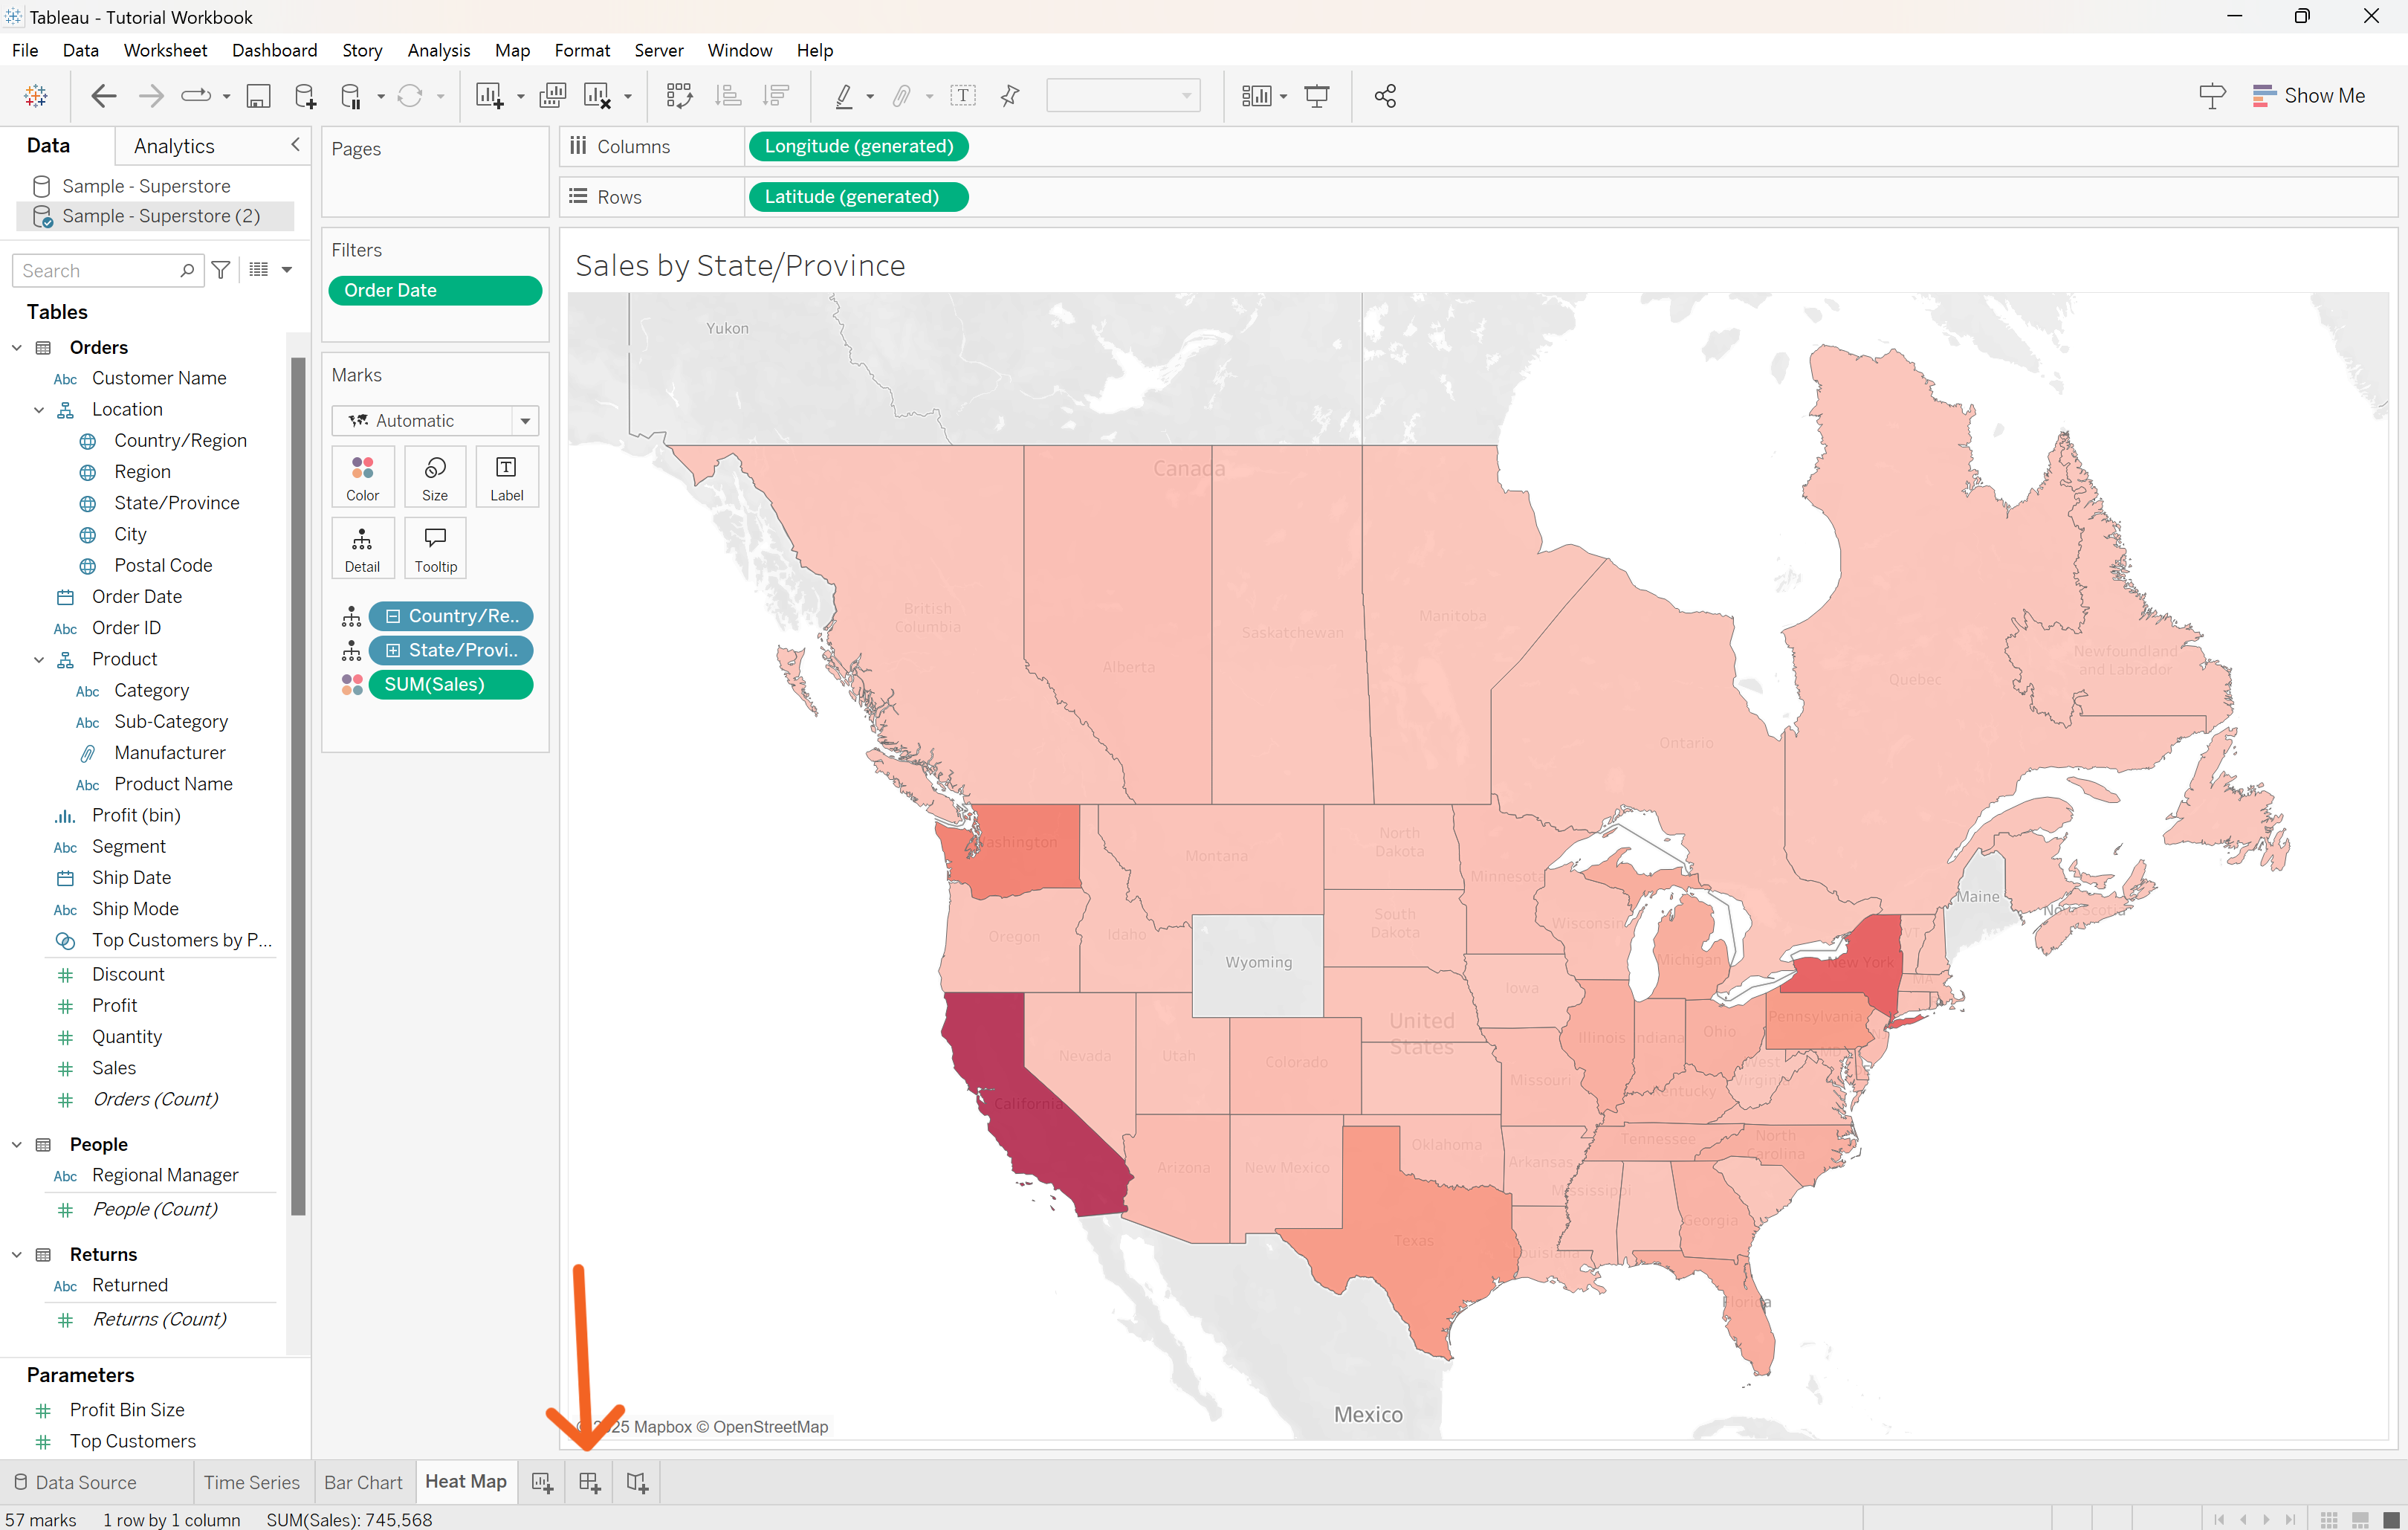 Tableau - Tutorial Workbook
File Data Worksheet Dashboard Story Analysis Map Format Server Window Help
Show Me
Data Analytics
Sample - Superstore
Sample - Superstore (2)
Search
Tables
Orders
Abc Customer Name
Location
Country/Region
Region
State/Province
City
Postal Code
Order Date
Abc Order ID
Product
Abc Category
Abc Sub-Category
Manufacturer
Abc Product Name
Profit (bin)
Abc Segment
Ship Date
Abc Ship Mode
Top Customers by P...
# Discount
# Profit
# Quantity
# Sales
# Orders (Count)
People
Abc Regional Manager
# People (Count)
Returns
Abc Returned
# Returns (Count)
Parameters
# Profit Bin Size
# Top Customers
Pages
Filters
Order Date
Marks
Automatic
Color Size Label
Detail Tooltip
Country/Re..
State/Provi..
SUM(Sales)
Columns Longitude (generated)
Rows Latitude (generated)
Sales by State/Province
Yukon
Canada
British
Columbia
Alberta
Saskatchewan
Manitoba
Ontario
Quebec
Newfoundland
and Labrador
Montana
North
Dakota
Minnesota
Maine
Oregon
Idaho
South
Dakota
Wisconsin
Wyoming
Michigan
New York
VT
MA
Iowa
Pennsylvania
Nevada
Utah
Colorado
United
States
Illinois
Indiana
Ohio
West
Virginia
MD
Missouri
California
Arizona
New Mexico
Oklahoma
Arkansas
Tennessee
North
Carolina
Mississippi
Georgia
Texas
Louisiana
Florida
Mexico
25 Mapbox © OpenStreetMap
Data Source Time Series Bar Chart Heat Map
57 marks 1 row by 1 column SUM(Sales): 745,568